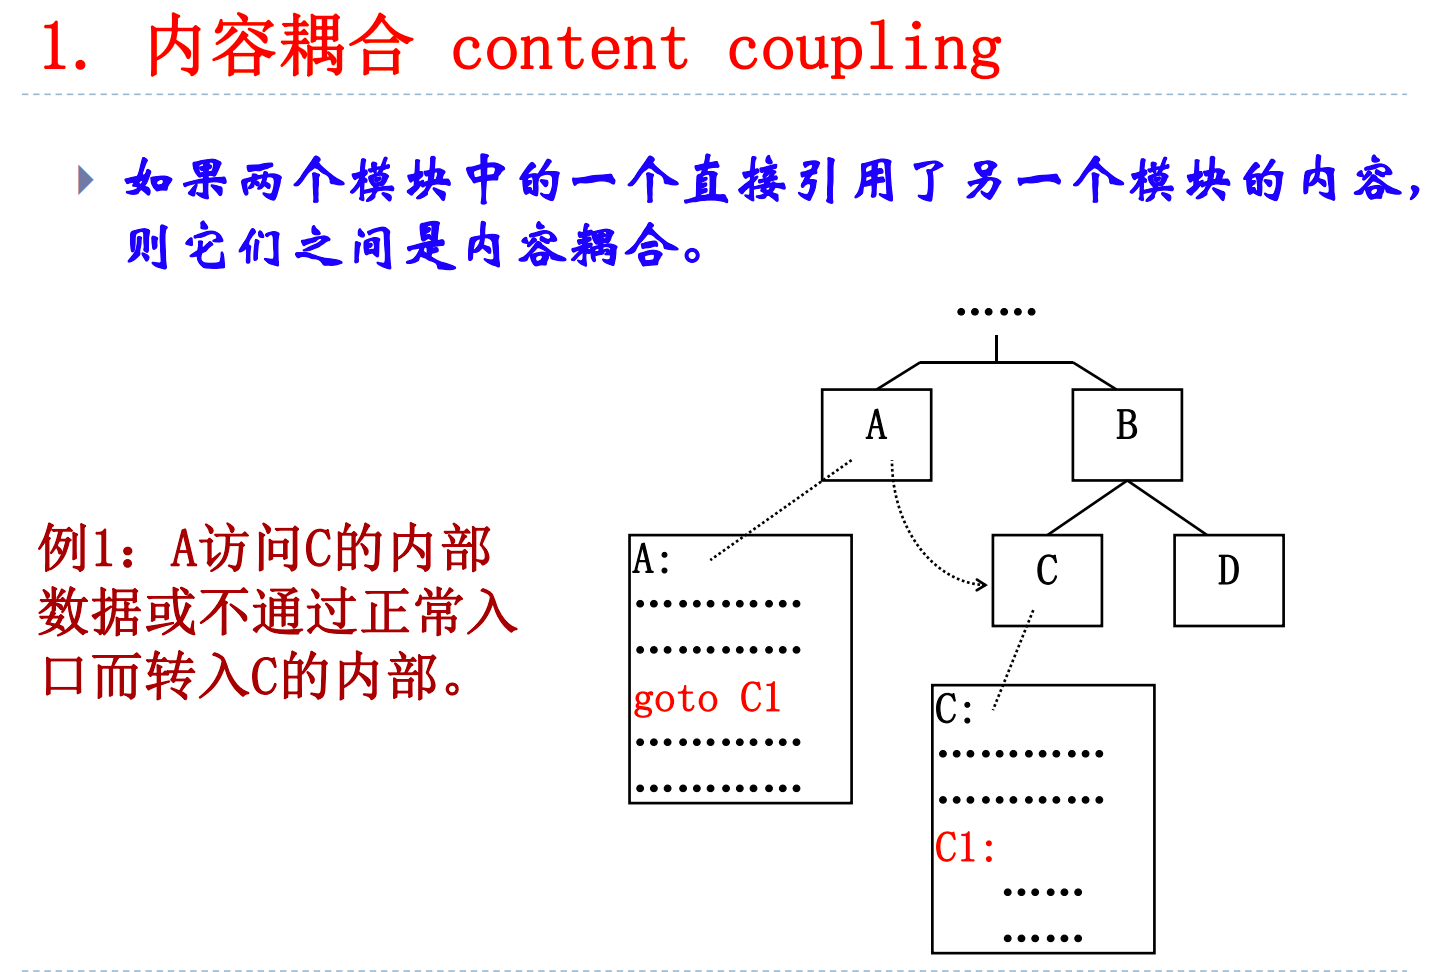 1. 内容耦合 content coupling
如果两个模块中的一个直接引用了另一个模块的内容，
则它们之间是内容耦合。
……
A
B
例1：A访问C的内部
数据或不通过正常入
口而转入C的内部。
C
D
A:
…………
…………
goto C1
…………
…………
C:
…………
…………
C1:
……
……